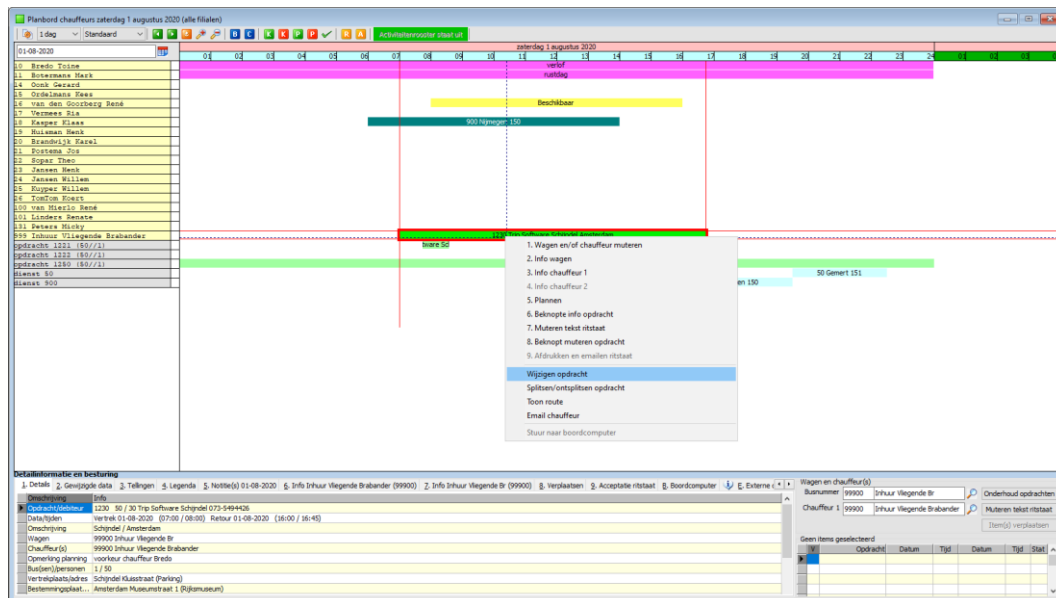 Planbord chauffeurs zaterdag 1 augustus 2020 (alle filialen)
1 dag Standaard B C K K P P R A Activiteitenrooster staat uit
01-08-2020
zaterdag 1 augustus 2020
01 02 03 04 05 06 07 08 09 10 11 12 13 14 15 16 17 18 19 20 21 22 23 24 01 02 03
10 Bredo Toine verlof
11 Botermans Mark rustdag
14 Oonk Gerard
15 Ordelmans Kees
16 van den Goorberg René Beschikbaar
17 Vermees Ria
18 Kasper Klaas 900 Nijmegen 150
19 Huisman Henk
20 Brandwijk Karel
21 Postema Jos
22 Sopar Theo
23 Jansen Henk
24 Jansen Willem
25 Kuyper Willem
26 TomTom Koert
100 van Mierlo René
101 Linders Renate
131 Peters Micky
999 Inhuur Vliegende Brabander 1230 Trip Software Schijndel Amsterdam
opdracht 1221 (50//1) tware Scl
opdracht 1222 (50//1)
opdracht 1250 (50//1)
dienst 50 50 Gemert 151
dienst 900 en 150
1. Wagen en/of chauffeur muteren
2. Info wagen
3. Info chauffeur 1
4. Info chauffeur 2
5. Plannen
6. Beknopte info opdracht
7. Muteren tekst ritstaat
8. Beknopt muteren opdracht
9. Afdrukken en emailen ritstaat
Wijzigen opdracht
Splitsen/ontsplitsen opdracht
Toon route
Email chauffeur
Stuur naar boordcomputer
Detailinformatie en besturing
1. Details 2. Gewijzigde data 3. Tellingen 4. Legenda 5. Notitie(s) 01-08-2020 6. Info Inhuur Vliegende Brabander (99900) 7. Info Inhuur Vliegende Br (99900) 8. Verplaatsen 9. Acceptatie ritstaat B. Boordcomputer E. Externe
Omschrijving Info
Opdracht/debiteur 1230 50 / 30 Trip Software Schijndel 073-5494426
Data/tijden Vertrek 01-08-2020 (07:00 / 08:00) Retour 01-08-2020 (16:00 / 16:45)
Omschrijving Schijndel / Amsterdam
Wagen 99900 Inhuur Vliegende Br
Chauffeur(s) 99900 Inhuur Vliegende Brabander
Opmerking planning voorkeur chauffeur Bredo
Bus(sen)/personen 1 / 50
Vertrekplaats/adres Schijndel Kluisstraat (Parking)
Bestemmingsplaat... Amsterdam Museumstraat 1 (Rijksmuseum)
Wagen en chauffeur(s)
Busnummer 99900 Inhuur Vliegende Br Onderhoud opdrachten
Chauffeur 1 99900 Inhuur Vliegende Brabander Muteren tekst ritstaat
Item(s) verplaatsen
Geen items geselecteerd
V Opdracht Datum Tijd Datum Tijd Stat